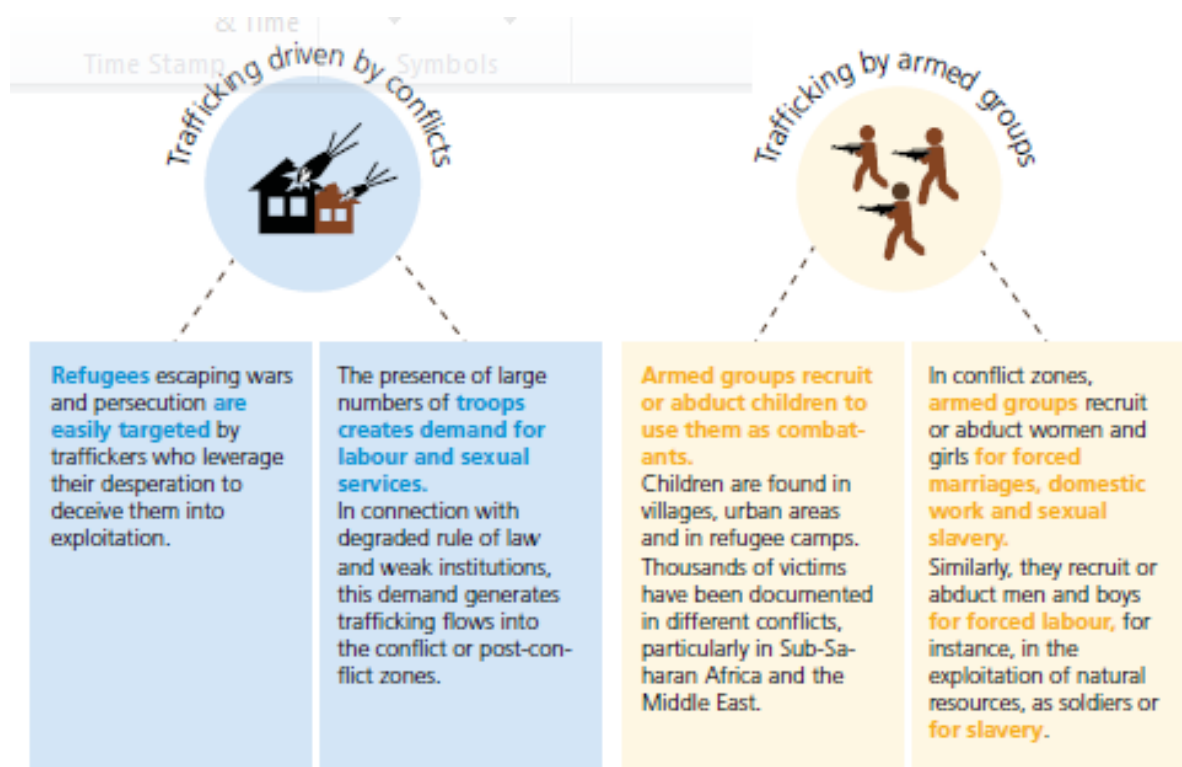 & Time
Time Stamp
Symbols
Trafficking driven by conflicts
Trafficking by armed groups
Refugees escaping wars
and persecution are
easily targeted by
traffickers who leverage
their desperation to
deceive them into
exploitation.
The presence of large
numbers of troops
creates demand for
labour and sexual
services.
In connection with
degraded rule of law
and weak institutions,
this demand generates
trafficking flows into
the conflict or post-con-
flict zones.
Armed groups recruit
or abduct children to
use them as combat-
ants.
Children are found in
villages, urban areas
and in refugee camps.
Thousands of victims
have been documented
in different conflicts,
particularly in Sub-Sa-
haran Africa and the
Middle East.
In conflict zones,
armed groups recruit
or abduct women and
girls for forced
marriages, domestic
work and sexual
slavery.
Similarly, they recruit or
abduct men and boys
for forced labour, for
instance, in the
exploitation of natural
resources, as soldiers or
for slavery.